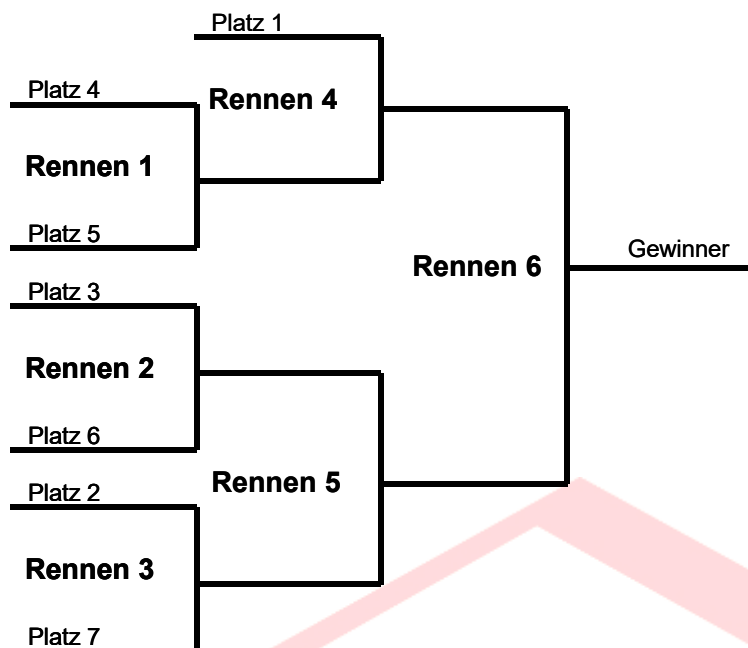 Platz 1
Platz 4
Rennen 4
Rennen 1
Platz 5
Gewinner
Rennen 6
Platz 3
Rennen 2
Platz 6
Rennen 5
Platz 2
Rennen 3
Platz 7